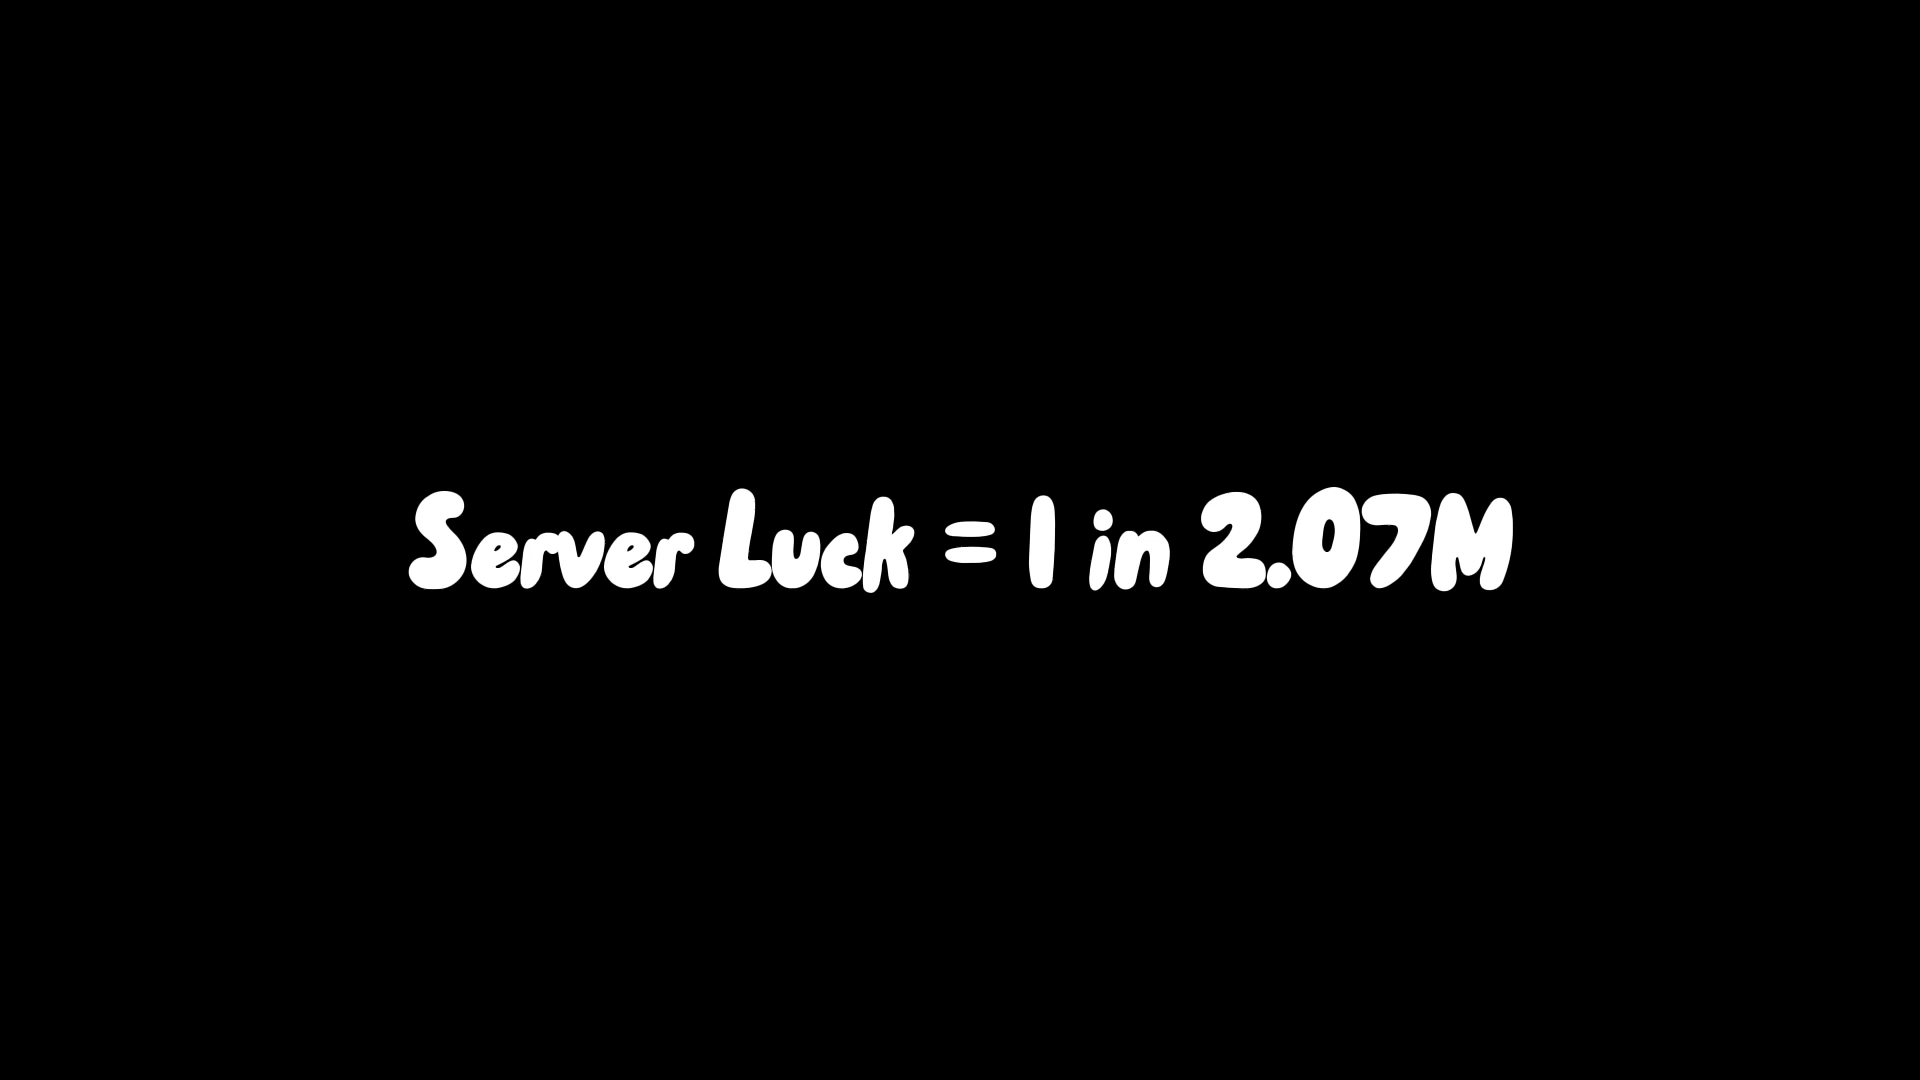 Server Luck = 1 in 2.07M